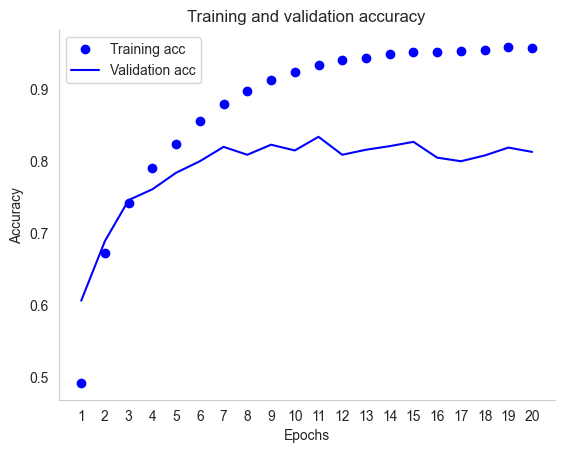 Training and validation accuracy
Training acc
Validation acc
0.9
0.8
0.7
0.6
0.5
Accuracy
1 2 3 4 5 6 7 8 9 10 11 12 13 14 15 16 17 18 19 20
Epochs